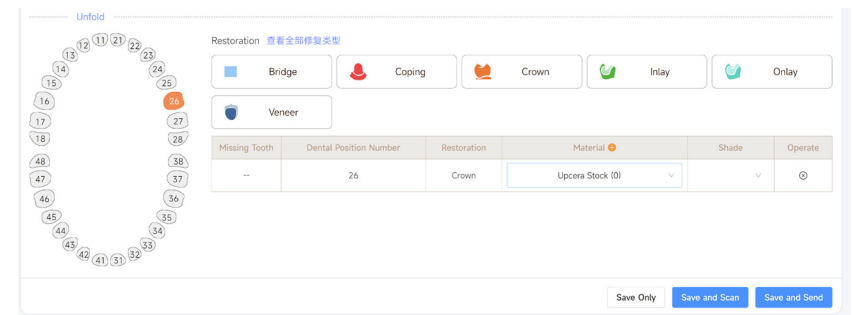 Unfold
11 21
12 22
13 23
14 24
15 25
16 26
17 27
18 28
48 38
47 37
46 36
45 35
44 34
43 33
42 32
41 31
Restoration 查看全部修复类型
Bridge Coping Crown Inlay Onlay
Veneer
Missing Tooth Dental Position Number Restoration Material Shade Operate
-- 26 Crown Upcera Stock (0)
Save Only Save and Scan Save and Send